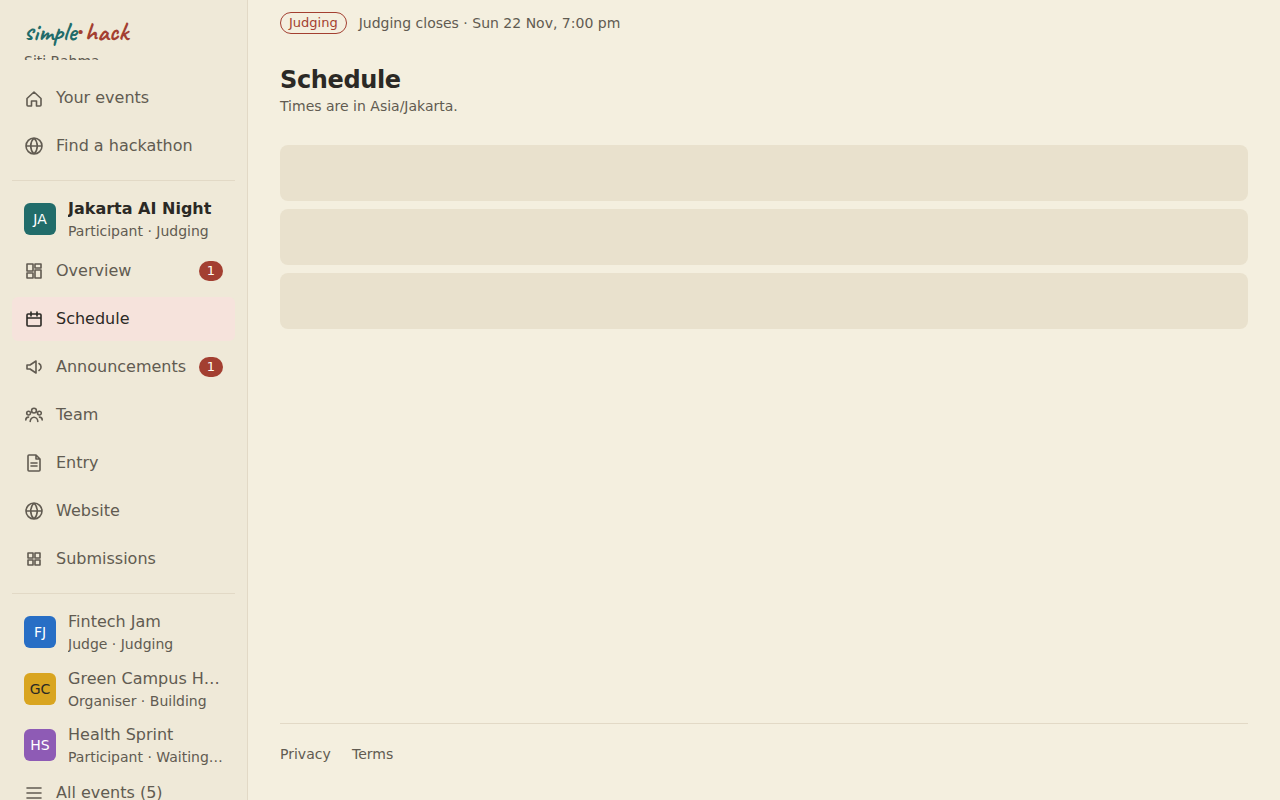 simple·hack
Siti Rahma
Your events
Find a hackathon
JA
Jakarta AI Night
Participant · Judging
Overview 1
Schedule
Announcements 1
Team
Entry
Website
Submissions
FJ
Fintech Jam
Judge · Judging
GC
Green Campus H...
Organiser · Building
HS
Health Sprint
Participant · Waiting...
All events (5)
Judging Judging closes · Sun 22 Nov, 7:00 pm
Schedule
Times are in Asia/Jakarta.
Privacy Terms